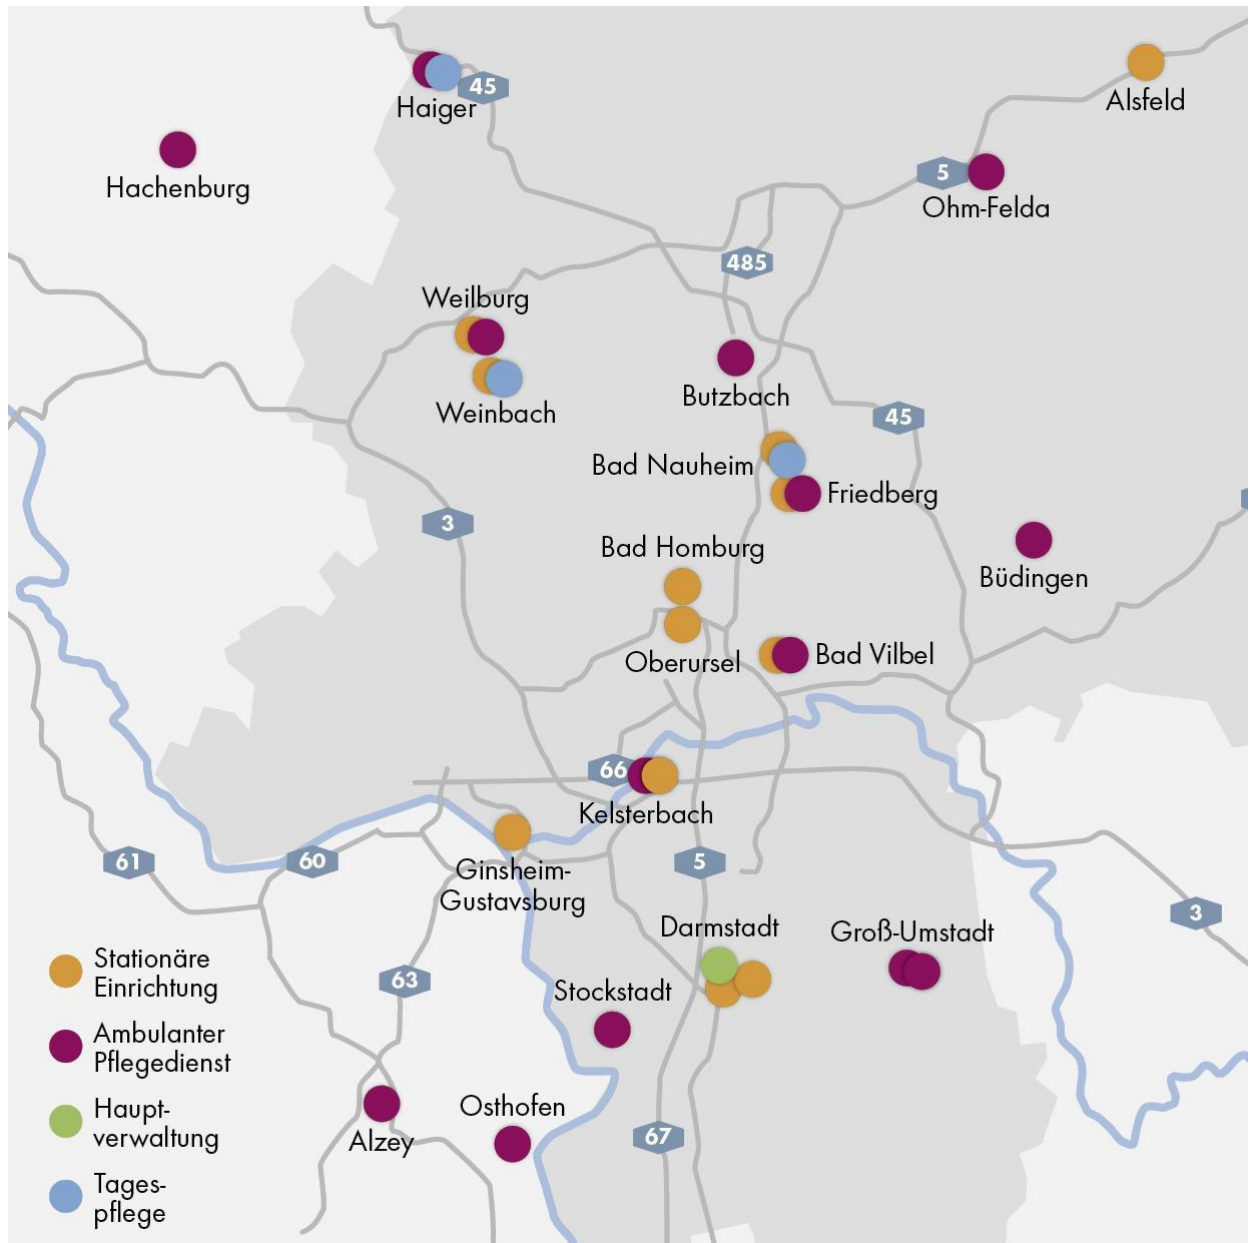 45
Haiger
Alsfeld
Hachenburg
5
Ohm-Felda
485
Weilburg
Weinbach
Butzbach
45
Bad Nauheim
Friedberg
3
Bad Homburg
Büdingen
Oberursel
Bad Vilbel
66
Kelsterbach
61
60
5
Ginsheim-
Gustavsburg
3
Darmstadt
Groß-Umstadt
63
Stockstadt
Alzey
Osthofen
67
Stationäre
Einrichtung
Ambulanter
Pflegedienst
Haupt-
verwaltung
Tages-
pflege